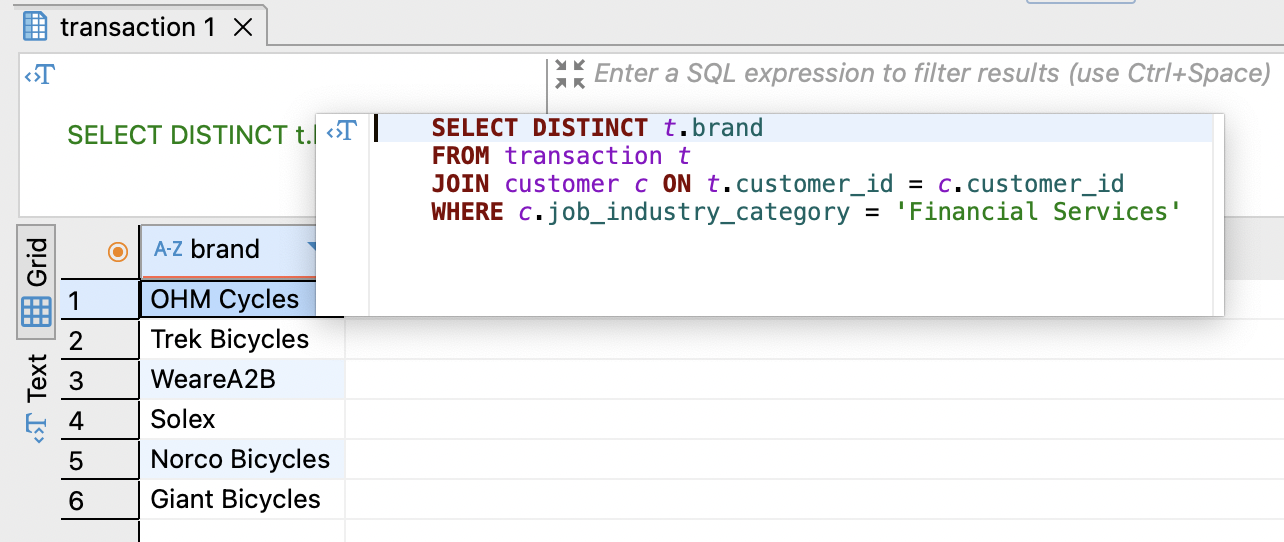 transaction 1
Enter a SQL expression to filter results (use Ctrl+Space)
SELECT DISTINCT t.
SELECT DISTINCT t.brand
FROM transaction t
JOIN customer c ON t.customer_id = c.customer_id
WHERE c.job_industry_category = 'Financial Services'
Grid
Text
A-Z brand
1 OHM Cycles
2 Trek Bicycles
3 WeareA2B
4 Solex
5 Norco Bicycles
6 Giant Bicycles